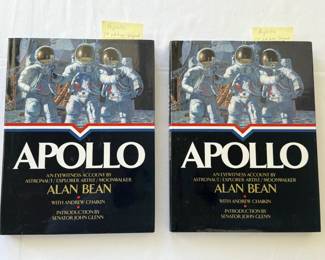 APOLLO
AN EYEWITNESS ACCOUNT BY
ASTRONAUT/EXPLORER ARTIST/MOONWALKER
ALAN BEAN
WITH ANDREW CHAIKIN
INTRODUCTION BY
SENATOR JOHN GLENN
APOLLO
AN EYEWITNESS ACCOUNT BY
ASTRONAUT/EXPLORER ARTIST/MOONWALKER
ALAN BEAN
WITH ANDREW CHAIKIN
INTRODUCTION BY
SENATOR JOHN GLENN